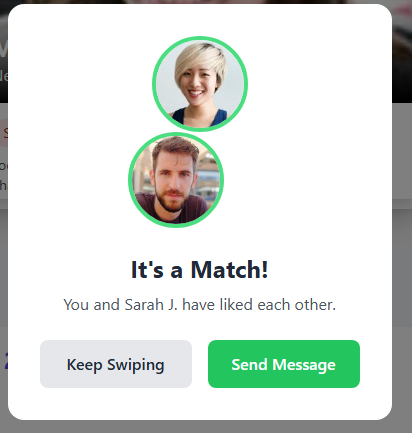 It's a Match!
You and Sarah J. have liked each other.
Keep Swiping
Send Message